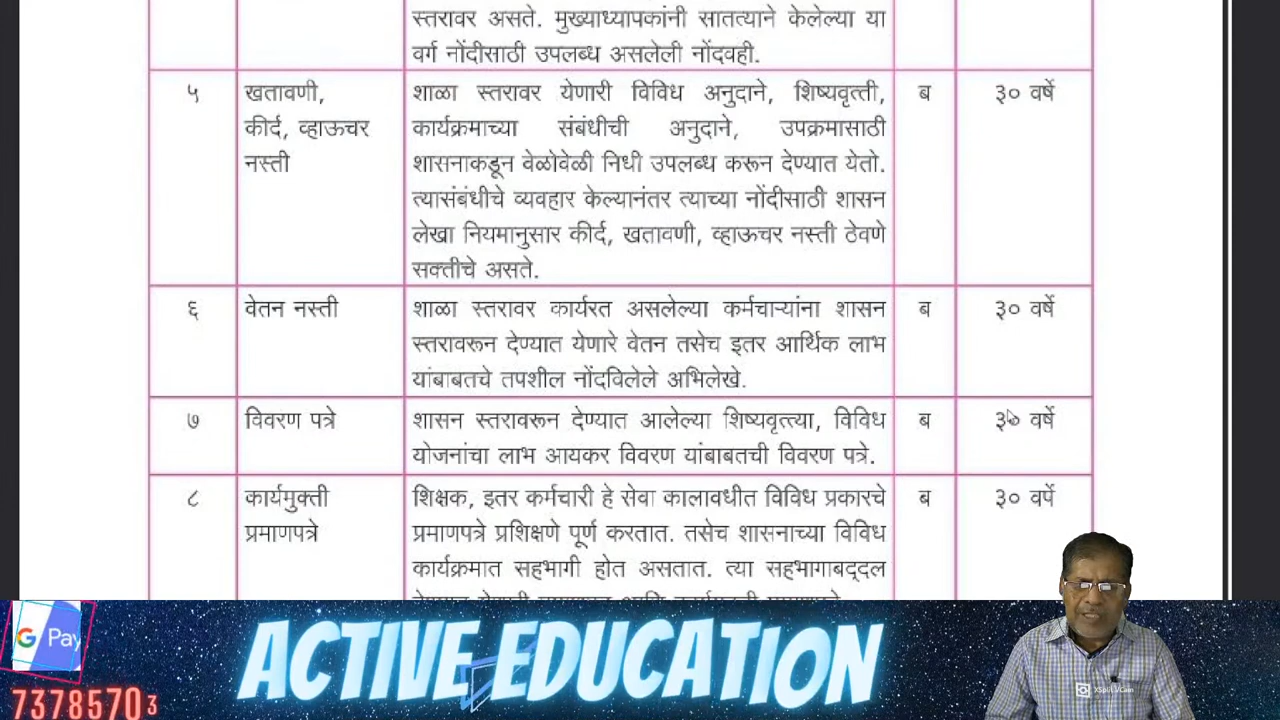 स्तरावर असते. मुख्याध्यापकांनी सातत्याने केलेल्या या
वर्ग नोंदीसाठी उपलब्ध असलेली नोंदवही.
५
खतावणी,
कीर्द, व्हाऊचर
नस्ती
शाळा स्तरावर येणारी विविध अनुदाने, शिष्यवृत्ती,
कार्यक्रमाच्या संबंधीची अनुदाने, उपक्रमासाठी
शासनाकडून वेळोवेळी निधी उपलब्ध करून देण्यात येतो.
त्यासंबंधीचे व्यवहार केल्यानंतर त्याच्या नोंदीसाठी शासन
लेखा नियमानुसार कीर्द, खतावणी, व्हाऊचर नस्ती ठेवणे
सक्तीचे असते.
ब
३० वर्षे
६
वेतन नस्ती
शाळा स्तरावर कार्यरत असलेल्या कर्मचाऱ्यांना शासन
स्तरावरून देण्यात येणारे वेतन तसेच इतर आर्थिक लाभ
यांबाबतचे तपशील नोंदविलेले अभिलेखे.
ब
३० वर्षे
७
विवरण पत्रे
शासन स्तरावरून देण्यात आलेल्या शिष्यवृत्त्या, विविध
योजनांचा लाभ आयकर विवरण यांबाबतची विवरण पत्रे.
ब
३० वर्षे
८
कार्यमुक्ती
प्रमाणपत्रे
शिक्षक, इतर कर्मचारी हे सेवा कालावधीत विविध प्रकारचे
प्रमाणपत्रे प्रशिक्षणे पूर्ण करतात. तसेच शासनाच्या विविध
कार्यक्रमात सहभागी होत असतात. त्या सहभागाबद्दल
ब
३० वर्षे
G Pay
ACTIVE EDUCATION
7378570 3
XSplit VCam